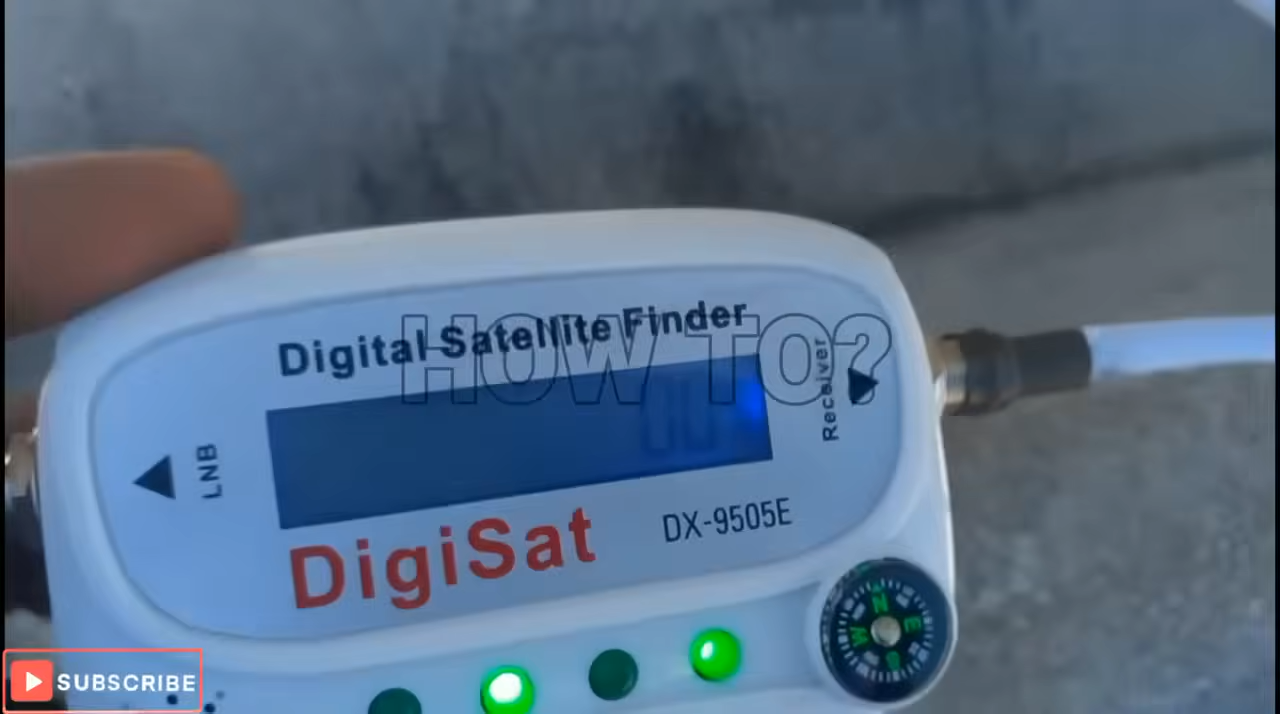 Digital Satellite Finder
HOW TO?
Receiver
LNB
DigiSat
DX-9505E
N
E
S
W
SUBSCRIBE